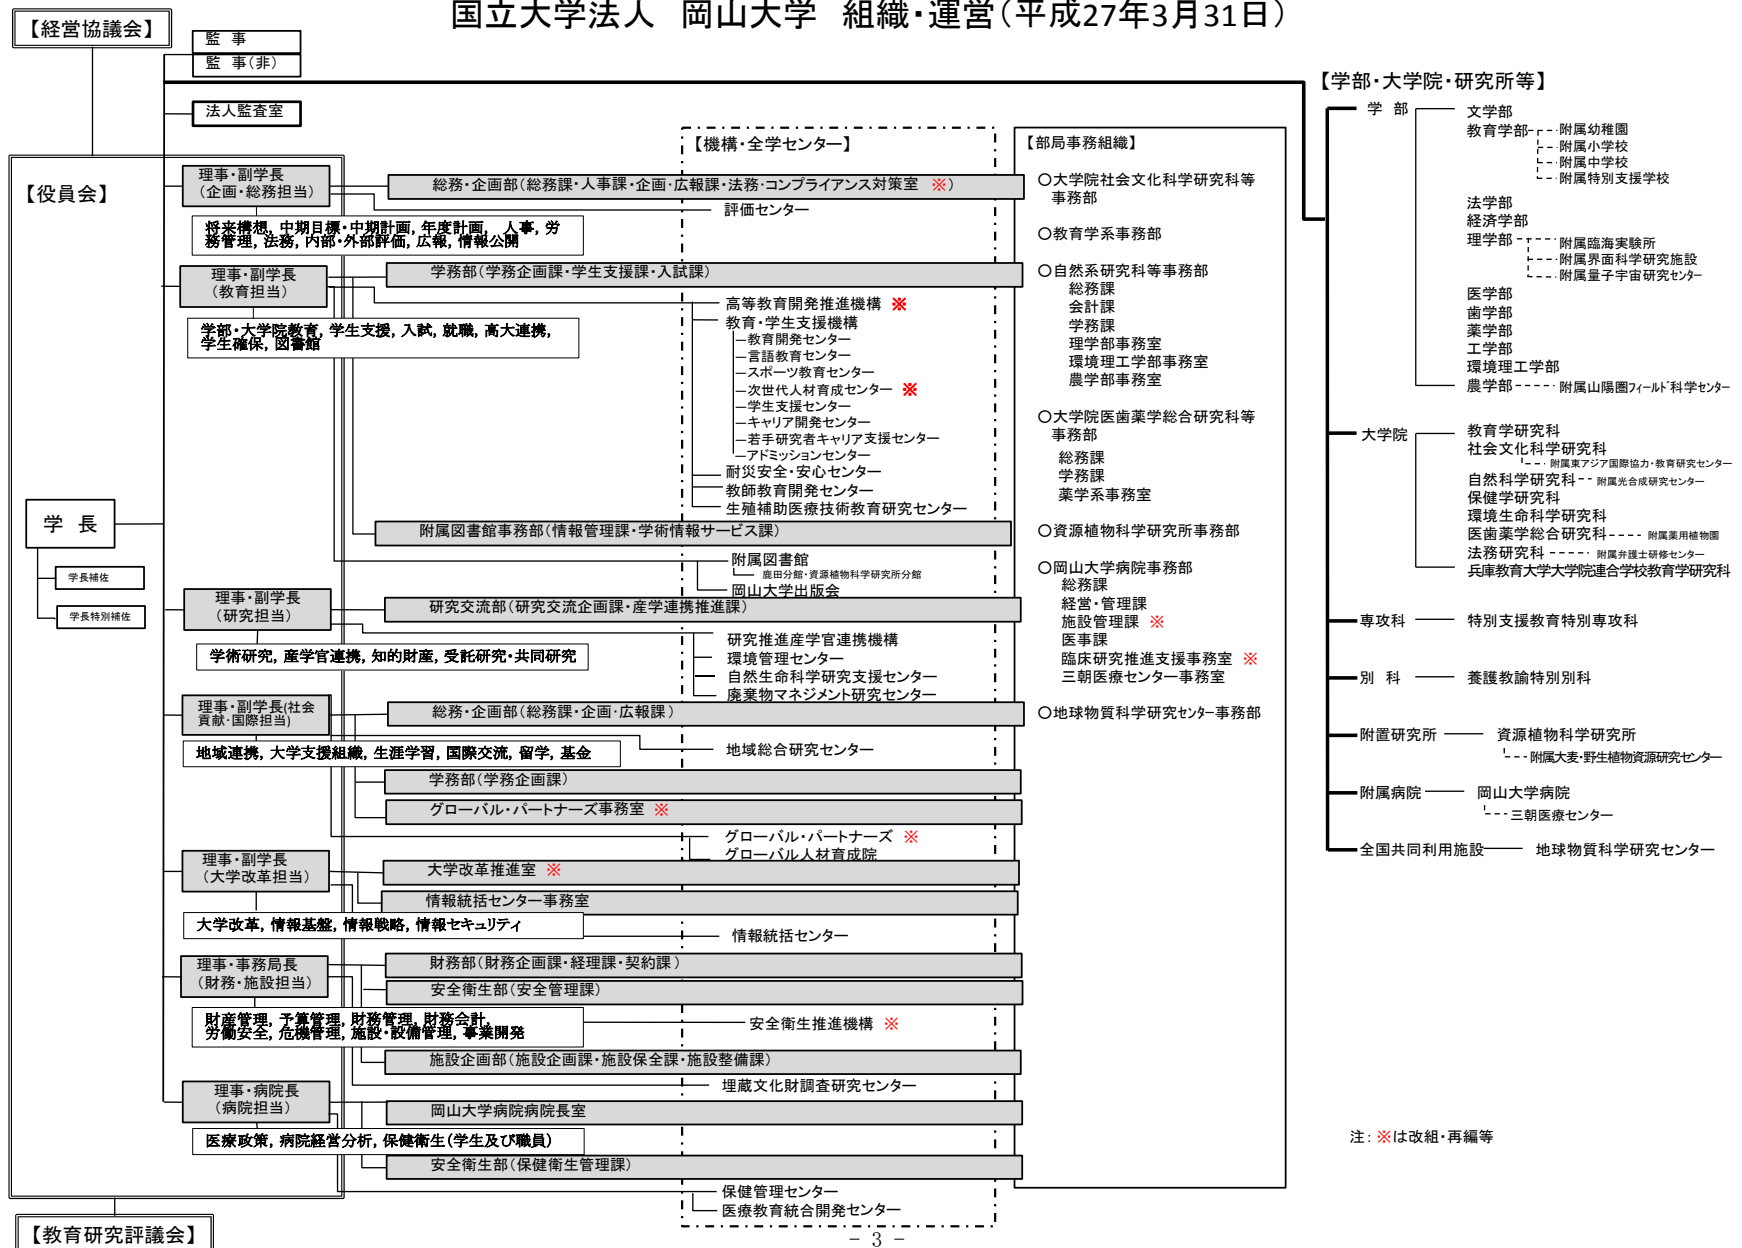 国立大学法人 岡山大学 組織・運営(平成27年3月31日)
【経営協議会】
監 事
監 事(非)
法人監査室
【役員会】
学 長
学長補佐
学長特別補佐
【教育研究評議会】
理事・副学長
(企画・総務担当)
将来構想, 中期目標・中期計画, 年度計画, 人事, 労
務管理, 法務, 内部・外部評価, 広報, 情報公開
理事・副学長
(教育担当)
学部・大学院教育, 学生支援, 入試, 就職, 高大連携,
学生確保, 図書館
理事・副学長
(研究担当)
学術研究, 産学官連携, 知的財産, 受託研究・共同研究
理事・副学長(社会
貢献・国際担当)
地域連携, 大学支援組織, 生涯学習, 国際交流, 留学, 基金
理事・副学長
(大学改革担当)
大学改革, 情報基盤, 情報戦略, 情報セキュリティ
理事・事務局長
(財務・施設担当)
財産管理, 予算管理, 財務管理, 財務会計,
労働安全, 危機管理, 施設・設備管理, 事業開発
理事・病院長
(病院担当)
医療政策, 病院経営分析, 保健衛生(学生及び職員)
【機構・全学センター】
総務・企画部(総務課・人事課・企画・広報課・法務・コンプライアンス対策室 ※)
評価センター
学務部(学務企画課・学生支援課・入試課)
高等教育開発推進機構 ※
教育・学生支援機構
―教育開発センター
―言語教育センター
―スポーツ教育センター
―次世代人材育成センター ※
―学生支援センター
―キャリア開発センター
―若手研究者キャリア支援センター
―アドミッションセンター
耐災安全・安心センター
教師教育開発センター
生殖補助医療技術教育研究センター
附属図書館事務部(情報管理課・学術情報サービス課)
附属図書館
鹿田分館・資源植物科学研究所分館
岡山大学出版会
研究交流部(研究交流企画課・産学連携推進課)
研究推進産学官連携機構
環境管理センター
自然生命科学研究支援センター
廃棄物マネジメント研究センター
総務・企画部(総務課・企画・広報課)
地域総合研究センター
学務部(学務企画課)
グローバル・パートナーズ事務室 ※
グローバル・パートナーズ ※
グローバル人材育成院
大学改革推進室 ※
情報統括センター事務室
情報統括センター
財務部(財務企画課・経理課・契約課)
安全衛生部(安全管理課)
安全衛生推進機構 ※
施設企画部(施設企画課・施設保全課・施設整備課)
埋蔵文化財調査研究センター
岡山大学病院病院長室
安全衛生部(保健衛生管理課)
保健管理センター
医療教育統合開発センター
【部局事務組織】
○大学院社会文化科学研究科等
事務部
○教育学系事務部
○自然系研究科等事務部
総務課
会計課
学務課
理学部事務室
環境理工学部事務室
農学部事務室
○大学院医歯薬学総合研究科等
事務部
総務課
学務課
薬学系事務室
○資源植物科学研究所事務部
○岡山大学病院事務部
総務課
経営・管理課
施設管理課 ※
医事課
臨床研究推進支援事務室 ※
三朝医療センター事務室
○地球物質科学研究センター事務部
【学部・大学院・研究所等】
学 部
文学部
教育学部
附属幼稚園
附属小学校
附属中学校
附属特別支援学校
法学部
経済学部
理学部
附属臨海実験所
附属界面科学研究施設
附属量子宇宙研究センター
医学部
歯学部
薬学部
工学部
環境理工学部
農学部
附属山陽圏フィールド科学センター
大学院
教育学研究科
社会文化科学研究科
附属東アジア国際協力・教育研究センター
自然科学研究科
附属光合成研究センター
保健学研究科
環境生命科学研究科
医歯薬学総合研究科
附属薬用植物園
法務研究科
附属弁護士研修センター
兵庫教育大学大学院連合学校教育学研究科
専攻科
特別支援教育特別専攻科
別 科
養護教諭特別別科
附置研究所
資源植物科学研究所
附属大麦・野生植物資源研究センター
附属病院
岡山大学病院
三朝医療センター
全国共同利用施設
地球物質科学研究センター
注: ※は改組・再編等
- 3 -